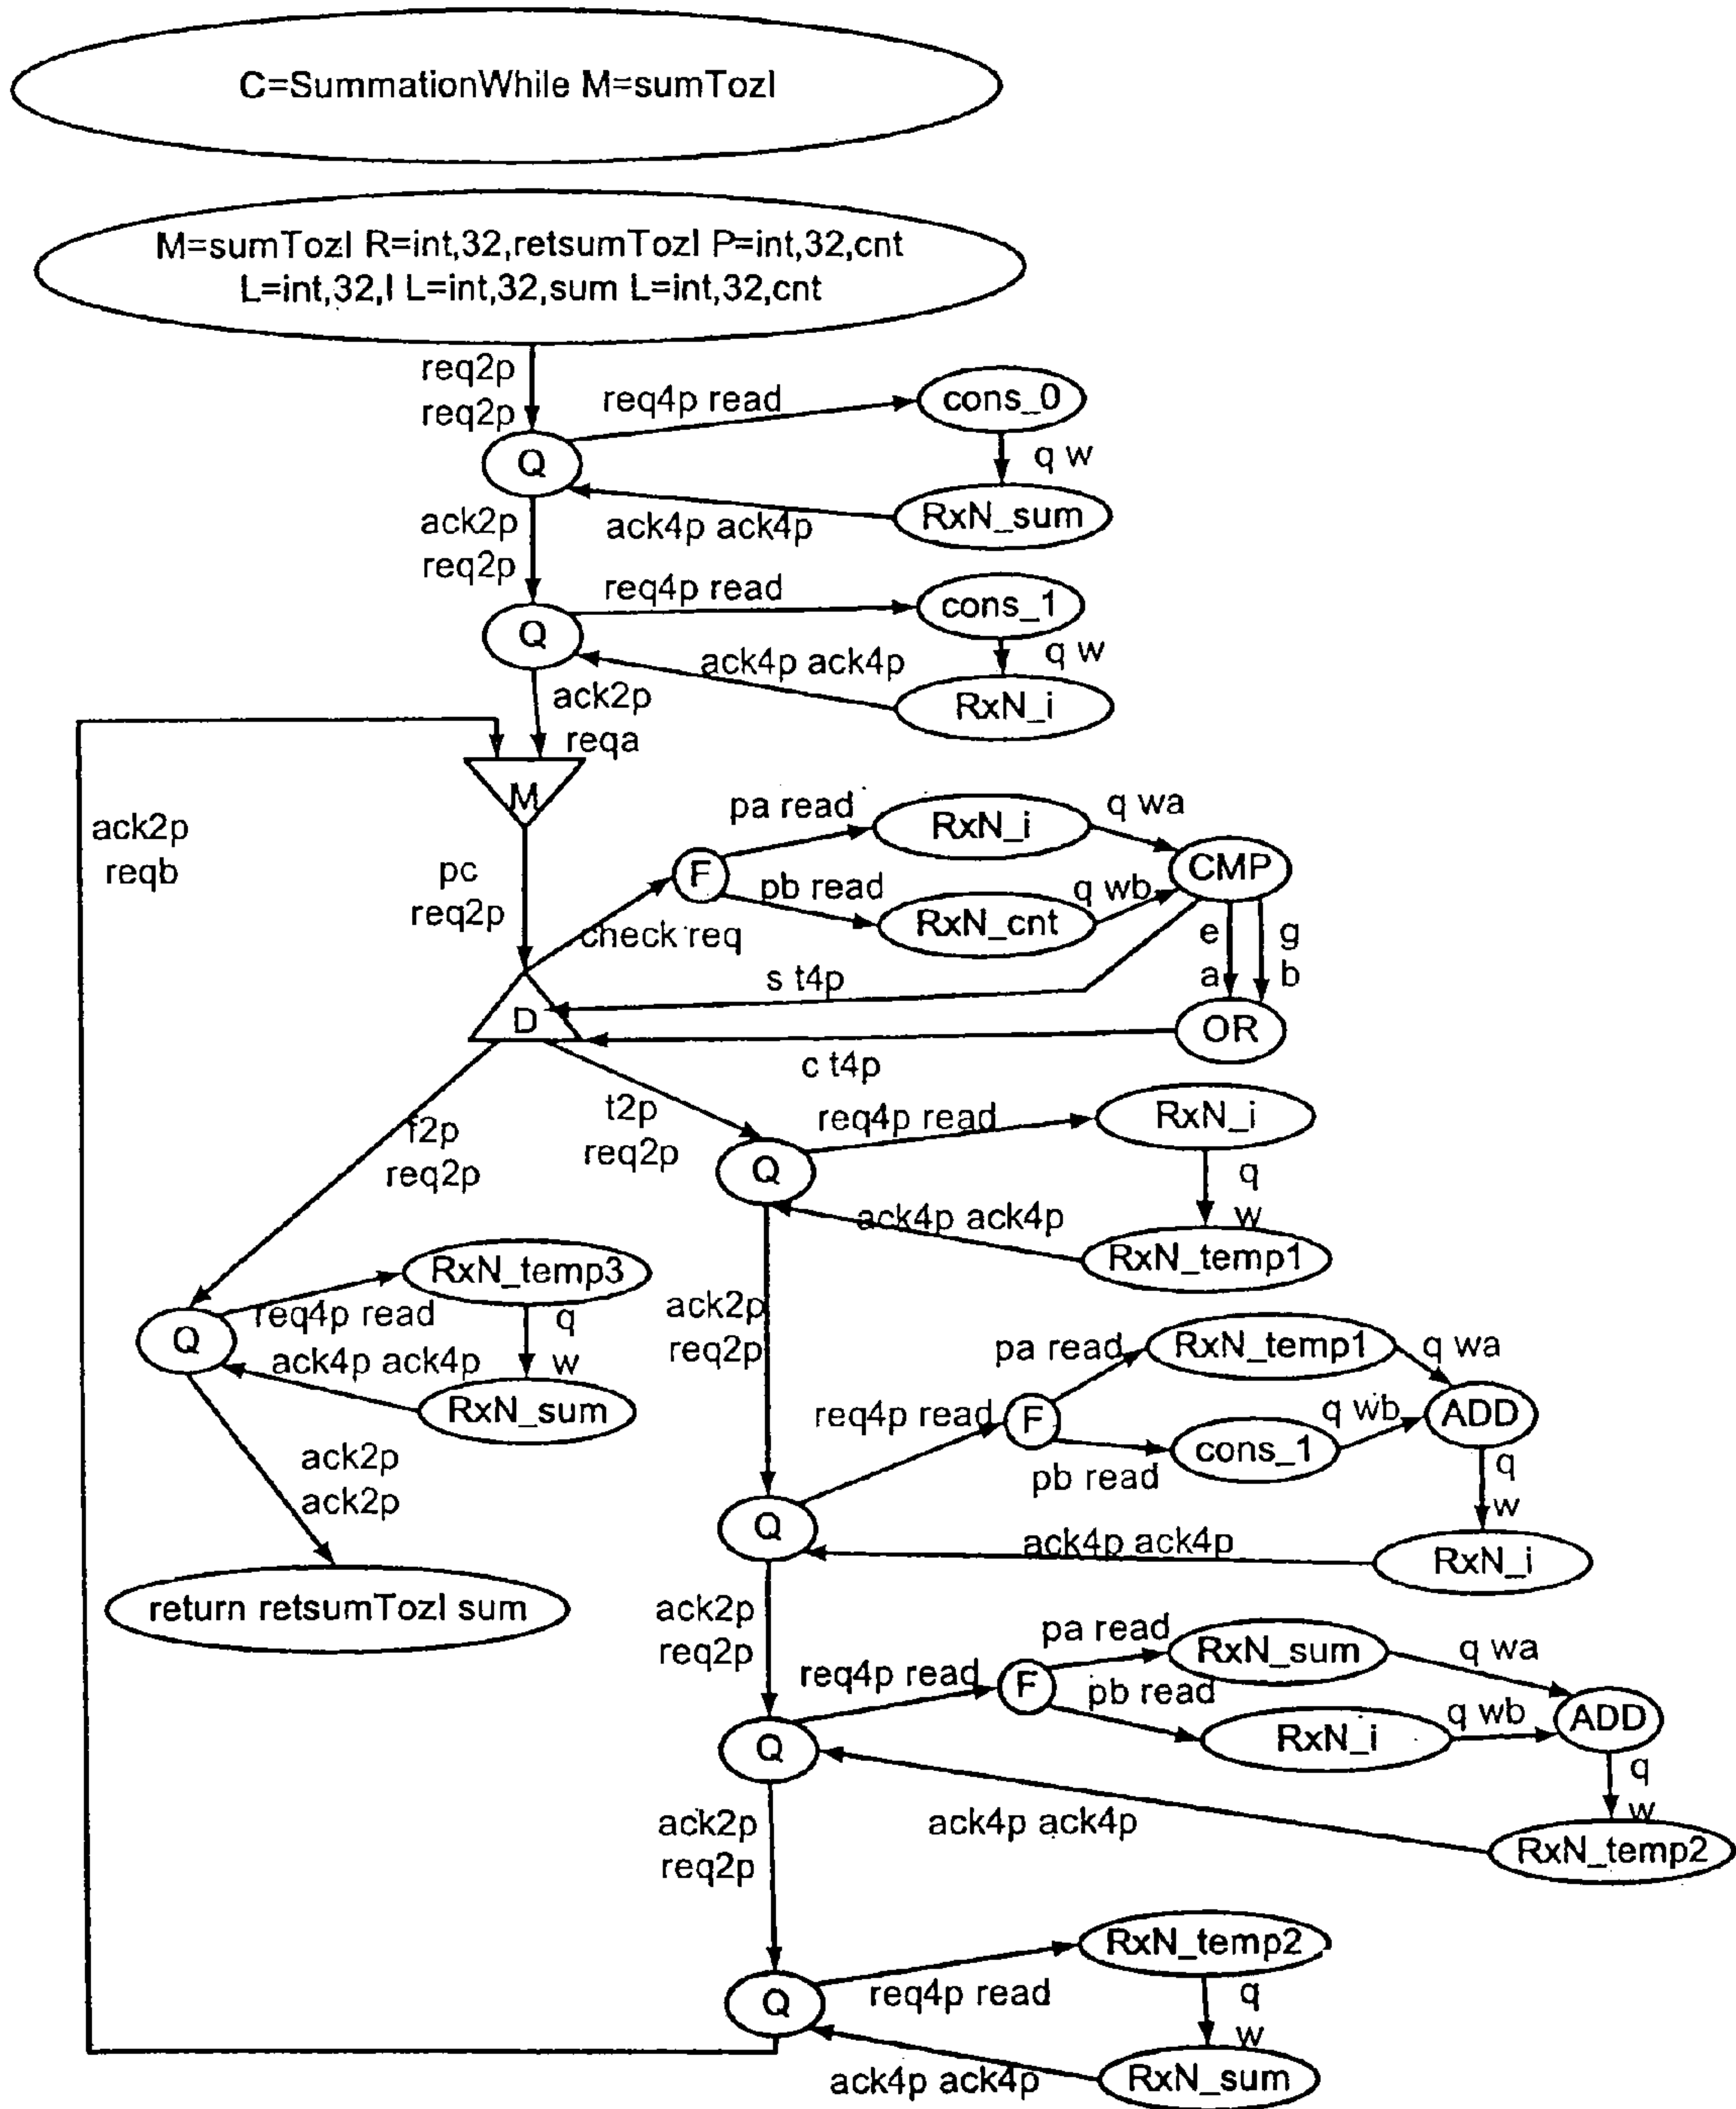 C=SummationWhile M=sumTozl
M=sumTozl R=int,32,retsumTozl P=int,32,cnt
L=int,32,I L=int,32,sum L=int,32,cnt
req2p
req2p
req4p read
cons_0
Q
q w
ack4p ack4p
RxN_sum
ack2p
req2p
req4p read
cons_1
Q
q w
ack4p ack4p
RxN_i
ack2p
reqa
M
ack2p
reqb
pc
req2p
pa read
RxN_i
q wa
F
CMP
pb read
RxN_cnt
q wb
check req
e
a
g
b
s t4p
D
OR
c t4p
f2p
req2p
t2p
req2p
req4p read
RxN_i
Q
q
w
ack4p ack4p
RxN_temp1
RxN_temp3
req4p read
q
w
Q
ack4p ack4p
RxN_sum
ack2p
ack2p
return retsumTozl sum
ack2p
req2p
pa read
RxN_temp1
q wa
req4p read
F
q wb
ADD
cons_1
pb read
q
w
Q
ack4p ack4p
RxN_i
ack2p
req2p
pa read
RxN_sum
q wa
req4p read
F
pb read
q wb
ADD
RxN_i
Q
q
w
ack4p ack4p
RxN_temp2
ack2p
req2p
RxN_temp2
req4p read
q
w
Q
ack4p ack4p
RxN_sum